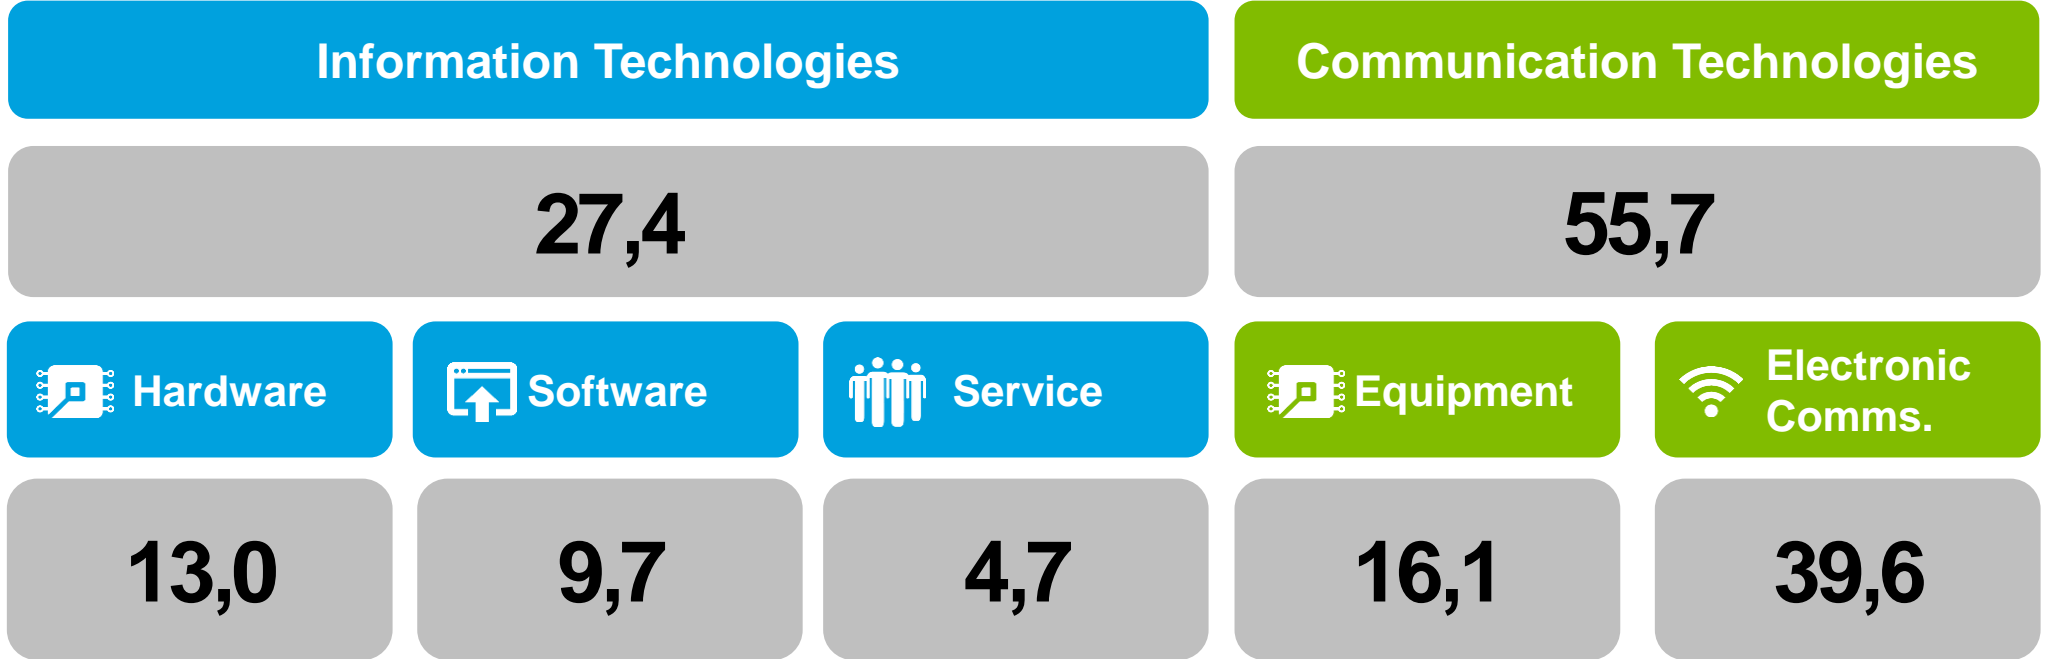 Information Technologies
Communication Technologies
27,4
55,7
Hardware
Software
Service
Equipment
Electronic
Comms.
13,0
9,7
4,7
16,1
39,6